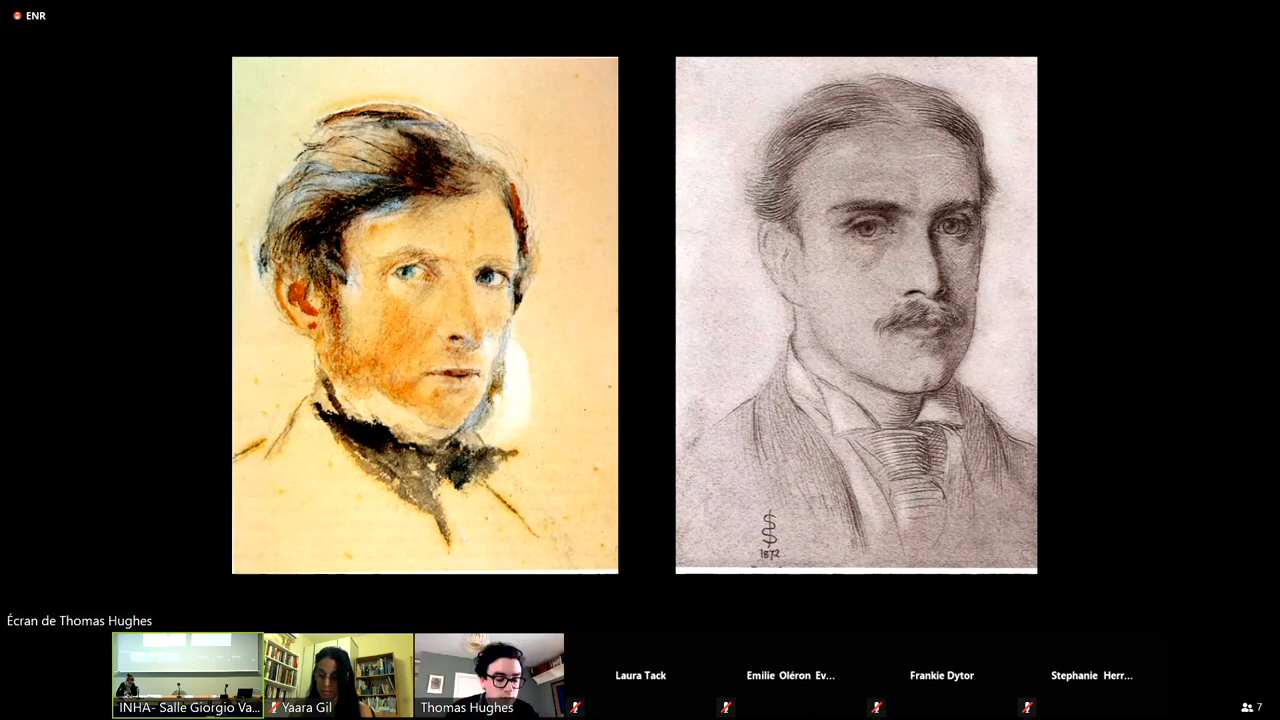 ENR
1872
Écran de Thomas Hughes
INHA- Salle Giorgio Va...
Yaara Gil
Thomas Hughes
Laura Tack
Emilie Oléron Ev...
Frankie Dytor
Stephanie Herr...
7